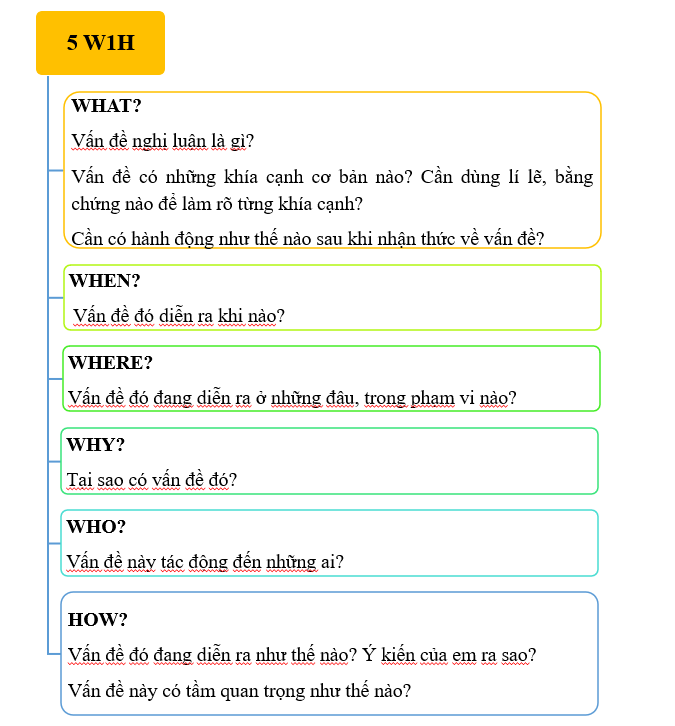 5 W1H
WHAT?
Vấn đề nghị luận là gì?
Vấn đề có những khía cạnh cơ bản nào? Cần dùng lí lẽ, bằng
chứng nào để làm rõ từng khía cạnh?
Cần có hành động như thế nào sau khi nhận thức về vấn đề?
WHEN?
Vấn đề đó diễn ra khi nào?
WHERE?
Vấn đề đó đang diễn ra ở những đâu, trong phạm vi nào?
WHY?
Tại sao có vấn đề đó?
WHO?
Vấn đề này tác động đến những ai?
HOW?
Vấn đề đó đang diễn ra như thế nào? Ý kiến của em ra sao?
Vấn đề này có tầm quan trọng như thế nào?